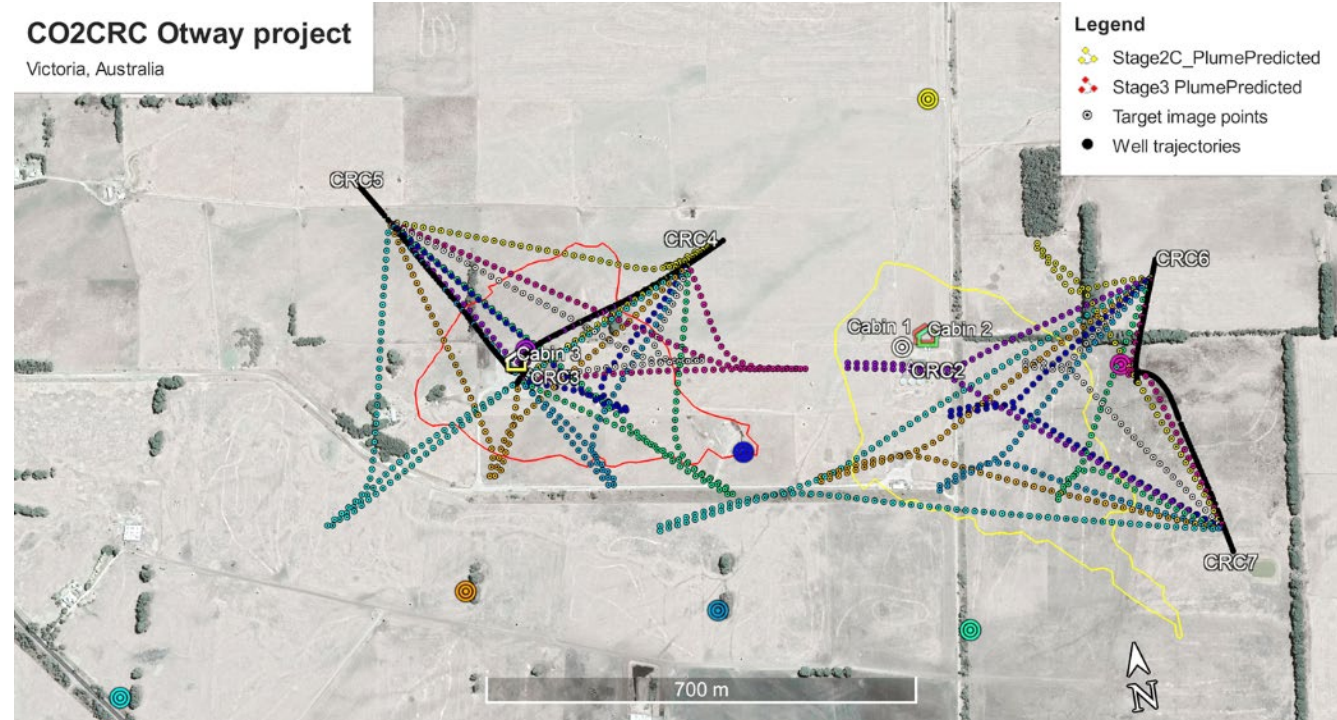 CO2CRC Otway project
Victoria, Australia
Legend
Stage2C_PlumePredicted
Stage3 PlumePredicted
Target image points
Well trajectories
CRC5
CRC4
CRC6
Cabin 1
Cabin 2
Cabin 3
CRC3
CRC2
CRC7
700 m
N